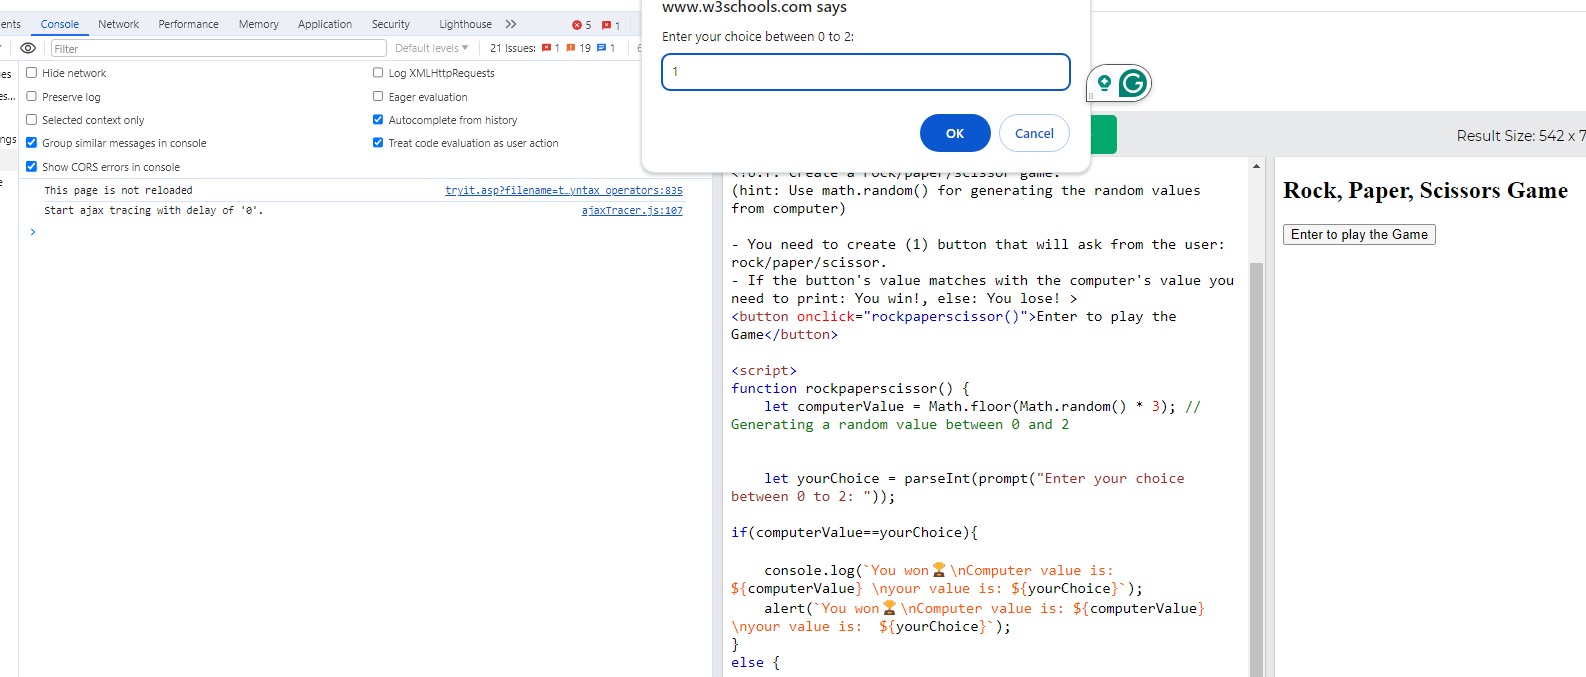 ents Console Network Performance Memory Application Security Lighthouse 5 1
Filter Default levels 21 Issues: 1 19 1
Hide network Log XMLHttpRequests
Preserve log Eager evaluation
Selected context only Autocomplete from history
Group similar messages in console Treat code evaluation as user action
Show CORS errors in console
This page is not reloaded tryit.asp?filename=t…yntax_operators:835
Start ajax tracing with delay of '0'. ajaxTracer.js:107
>
www.w3schools.com says
Enter your choice between 0 to 2:
1
OK Cancel
Result Size: 542 x 7
(hint: Use math.random() for generating the random values
from computer)
- You need to create (1) button that will ask from the user:
rock/paper/scissor.
- If the button's value matches with the computer's value you
need to print: You win!, else: You lose! >
<button onclick="rockpaperscissor()">Enter to play the
Game</button>
<script>
function rockpaperscissor() {
let computerValue = Math.floor(Math.random() * 3); //
Generating a random value between 0 and 2
let yourChoice = parseInt(prompt("Enter your choice
between 0 to 2: "));
if(computerValue==yourChoice){
console.log(`You won🏆\nComputer value is:
${computerValue} \nyour value is: ${yourChoice}`);
alert(`You won🏆\nComputer value is: ${computerValue}
\nyour value is:  ${yourChoice}`);
}
else {
Rock, Paper, Scissors Game
Enter to play the Game